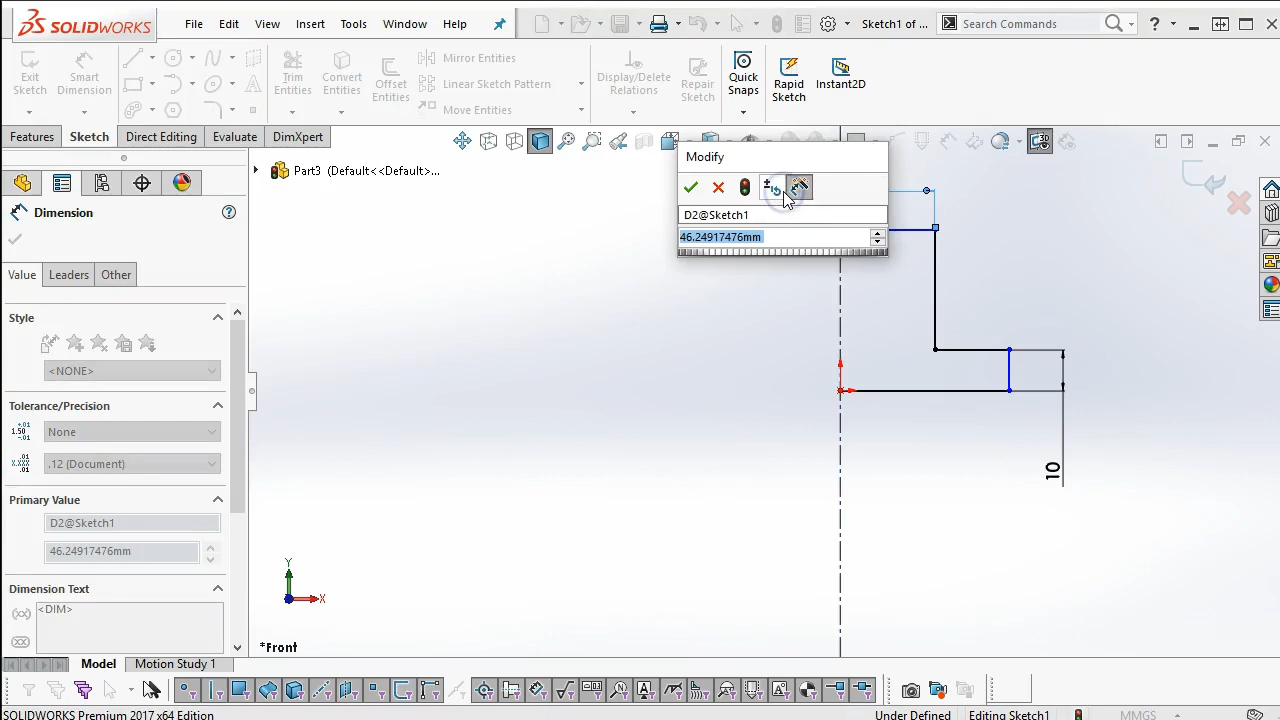 SOLIDWORKS File Edit View Insert Tools Window Help Sketch1 of ... Search Commands ?
Exit Sketch Smart Dimension Trim Entities Convert Entities Offset Entities Mirror Entities Linear Sketch Pattern Move Entities Display/Delete Relations Repair Sketch Quick Snaps Rapid Sketch Instant2D
Features Sketch Direct Editing Evaluate DimXpert
Part3 (Default<<Default>...
Modify
D2@Sketch1
46.24917476mm
Dimension
Value Leaders Other
Style
<NONE>
Tolerance/Precision
None
.12 (Document)
Primary Value
D2@Sketch1
46.24917476mm
Dimension Text
<DIM>
10
Y
X
*Front
Model Motion Study 1
SOLIDWORKS Premium 2017 x64 Edition Under Defined Editing Sketch1 MMGS